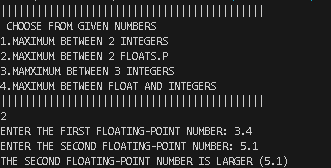 ||||||||||||||||||||||||||||||||||||||||||||
CHOOSE FROM GIVEN NUMBERS
1.MAXIMUM BETWEEN 2 INTEGERS
2.MAXIMUM BETWEEN 2 FLOATS.P
3.MAMXIMUM BETWEEN 3 INTEGERS
4.MAXIMUM BETWEEN FLOAT AND INTEGERS
||||||||||||||||||||||||||||||||||||||||||||
2
ENTER THE FIRST FLOATING-POINT NUMBER: 3.4
ENTER THE SECOND FLOATING-POINT NUMBER: 5.1
THE SECOND FLOATING-POINT NUMBER IS LARGER (5.1)